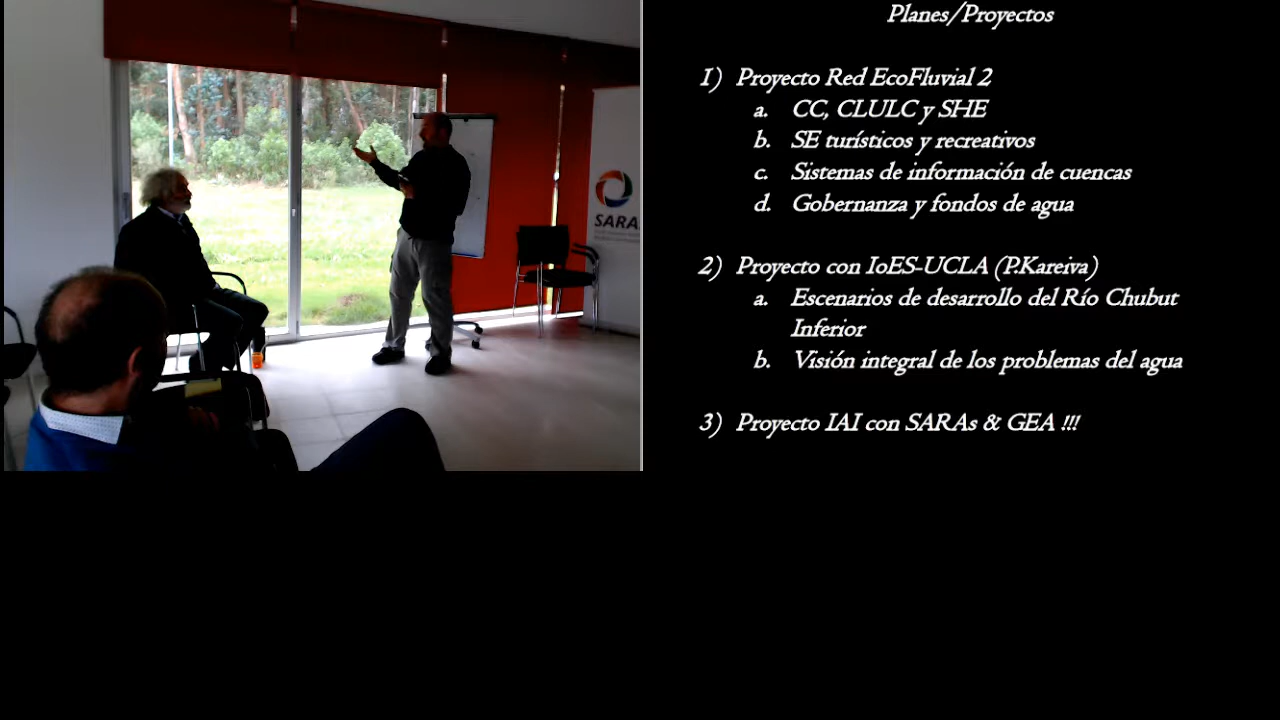 Planes/Proyectos
1) Proyecto Red EcoFluvial 2
a. CC, CLULC y SHE
b. SE turísticos y recreativos
c. Sistemas de información de cuencas
d. Gobernanza y fondos de agua
2) Proyecto con IoES-UCLA (P.Kareiva)
a. Escenarios de desarrollo del Río Chubut
Inferior
b. Visión integral de los problemas del agua
3) Proyecto IAI con SARAs & GEA !!!
SARA